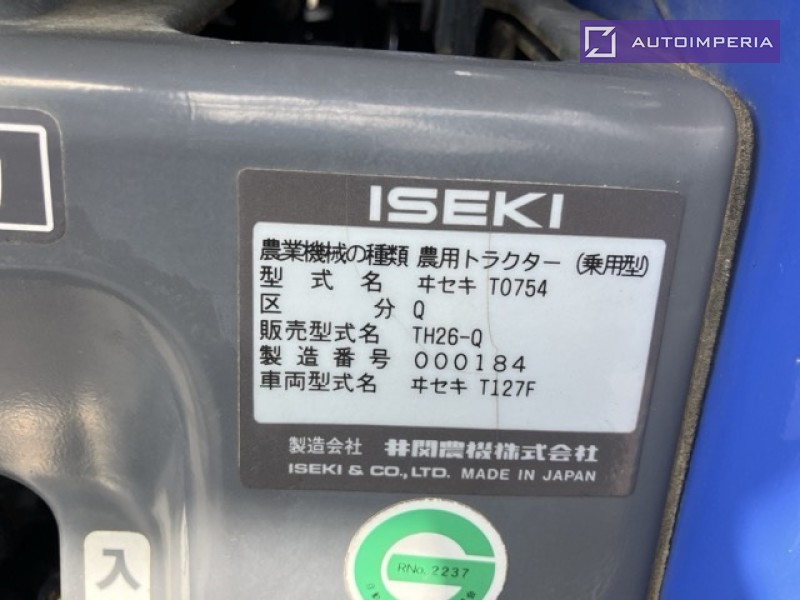 AUTOIMPERIA
ISEKI
農業機械の種類 農用トラクター (乗用型)
型式名 ヰセキ T0754
区分 Q
販売型式名 TH26-Q
製造番号 000184
車両型式名 ヰセキ T127F
製造会社 井関農機株式会社
ISEKI & CO., LTD. MADE IN JAPAN
RNo. 2237
入